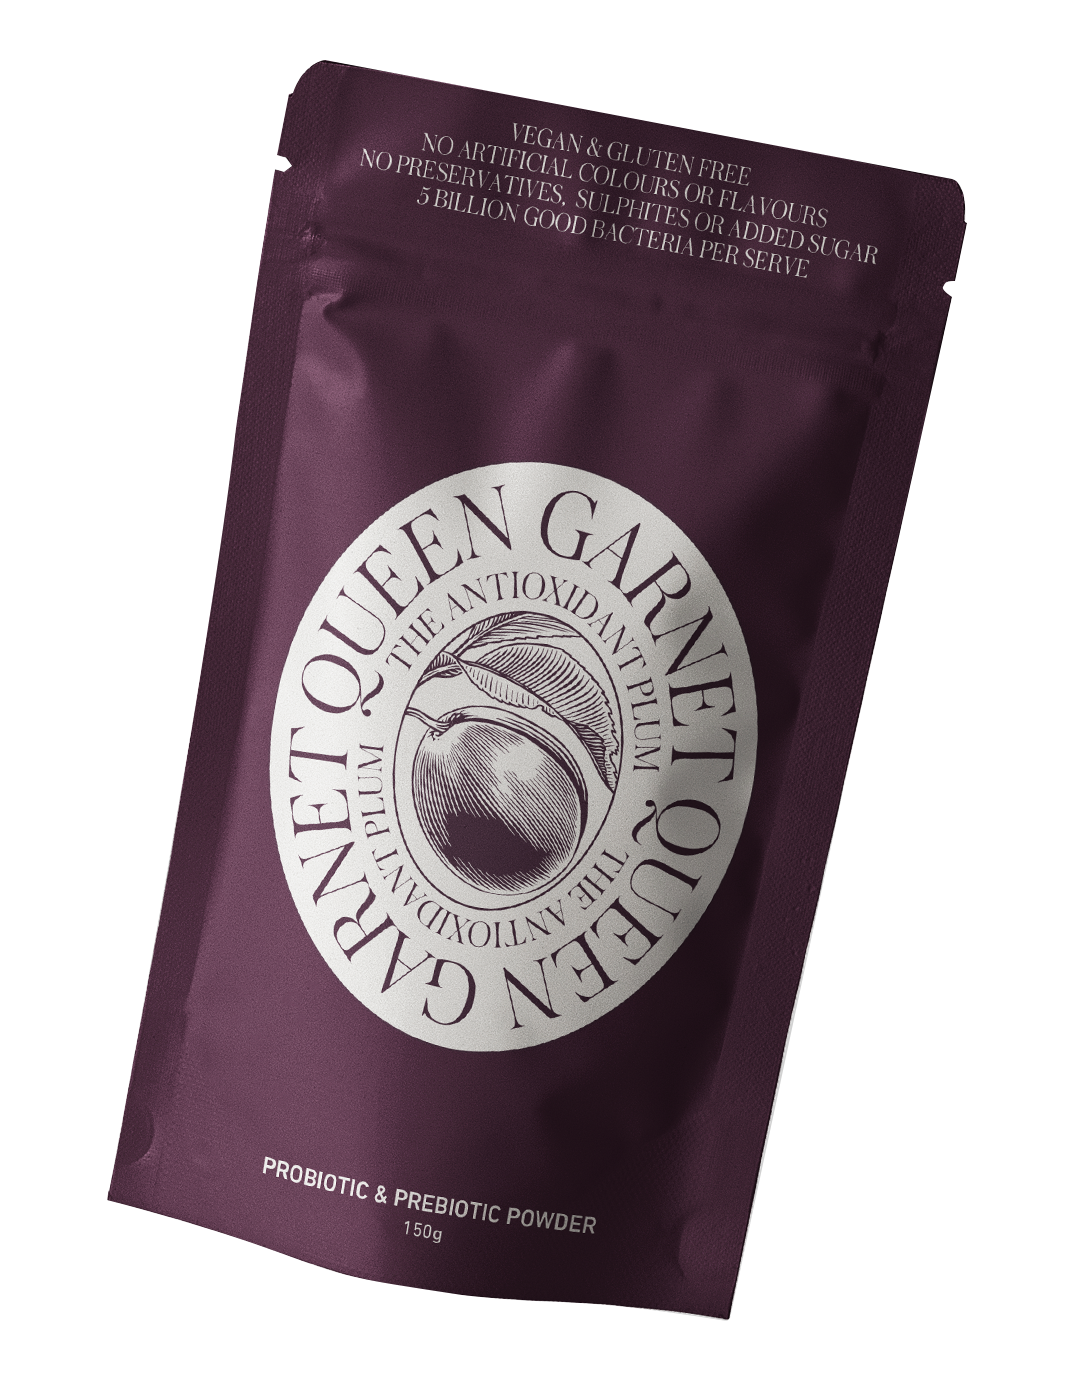 VEGAN & GLUTEN FREE
NO ARTIFICIAL COLOURS OR FLAVOURS
NO PRESERVATIVES, SULPHITES OR ADDED SUGAR
5 BILLION GOOD BACTERIA PER SERVE
QUEEN GARNET QUEEN GARNET
THE ANTIOXIDANT PLUM THE ANTIOXIDANT PLUM
PROBIOTIC & PREBIOTIC POWDER
150g